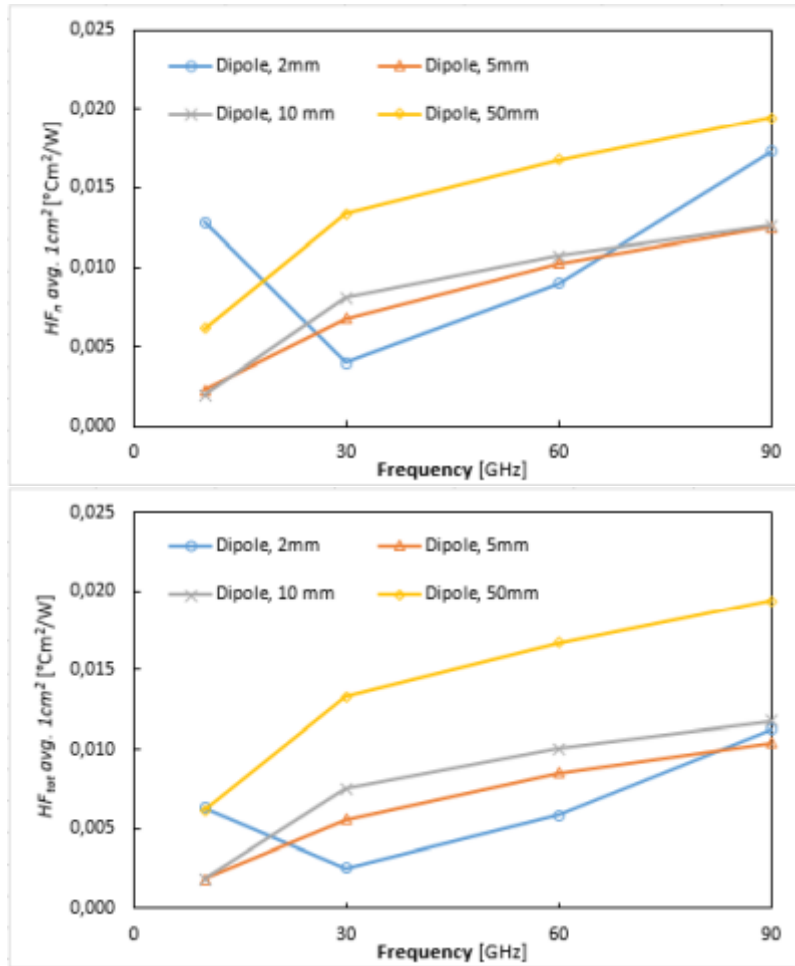 0,025
Dipole, 2mm Dipole, 5mm
0,020
Dipole, 10 mm Dipole, 50mm
0,015
0,010
0,005
0,000
HFn avg. 1cm² [°Cm²/W]
0 30 60 90
Frequency [GHz]
0,025
Dipole, 2mm Dipole, 5mm
0,020
Dipole, 10 mm Dipole, 50mm
0,015
0,010
0,005
0,000
HFtot avg. 1cm² [°Cm²/W]
0 30 60 90
Frequency [GHz]